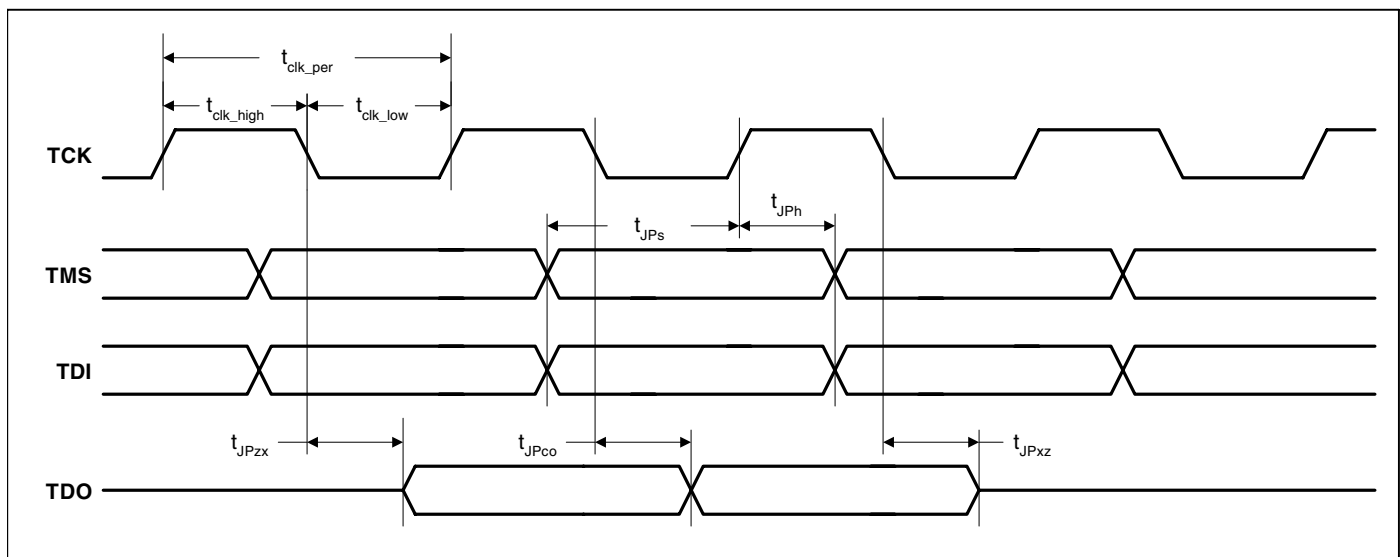 t_clk_per
t_clk_high t_clk_low
TCK
t_JPs t_JPh
TMS
TDI
t_JPzx t_JPco t_JPxz
TDO